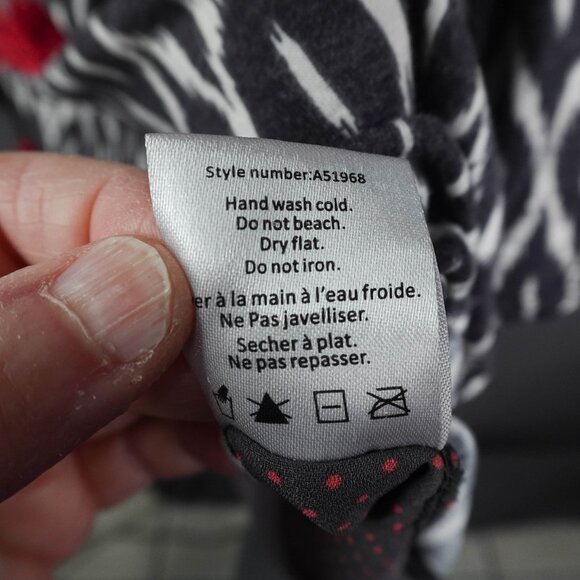 Style number:A51968
Hand wash cold.
Do not beach.
Dry flat.
Do not iron.
à la main à l'eau froide.
Ne Pas javelliser.
Secher à plat.
Ne pas repasser.